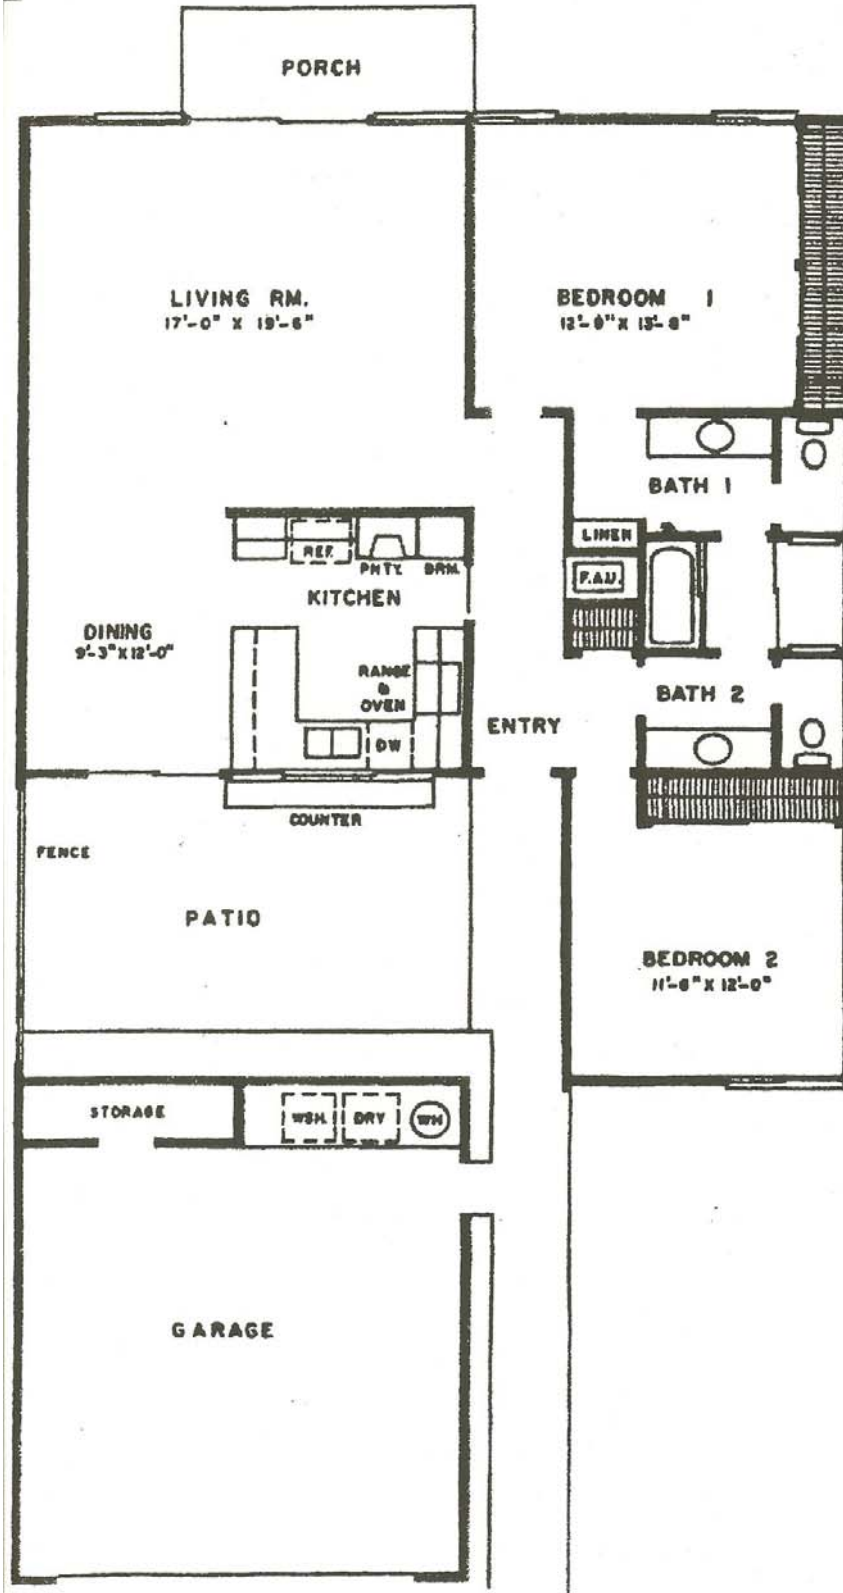 PORCH
LIVING RM.
17'-0" X 19'-6"
BEDROOM 1
BATH 1
LINEN
REF.
PNTY.
BRM.
F.A.U.
KITCHEN
DINING
9'-3" X 12'-0"
RANGE
&
OVEN
BATH 2
ENTRY
DW
COUNTER
FENCE
PATIO
BEDROOM 2
11'-6" X 12'-0"
STORAGE
WSH.
DRY
WH
GARAGE